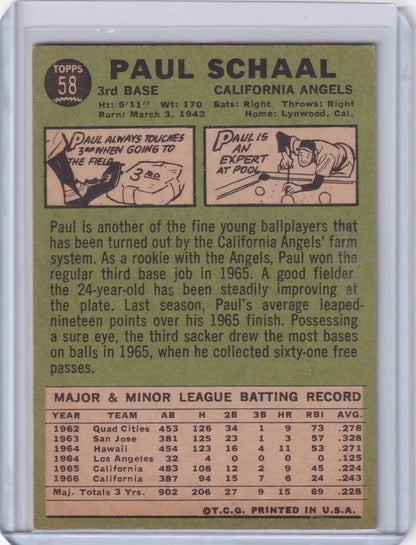 TOPPS
58
PAUL SCHAAL
3rd BASE CALIFORNIA ANGELS
Ht: 5'11" Wt: 170 Bats: Right Throws: Right
Born: March 3, 1943 Home: Lynwood, Cal.
PAUL ALWAYS TOUCHES
3RD WHEN GOING TO
THE FIELD
3RD
PAUL IS
AN
EXPERT
AT POOL
Paul is another of the fine young ballplayers that
has been turned out by the California Angels' farm
system. As a rookie with the Angels, Paul won the
regular third base job in 1965. A good fielder
the 24-year-old has been steadily improving at
the plate. Last season, Paul's average leaped-
nineteen points over his 1965 finish. Possessing
a sure eye, the third sacker drew the most bases
on balls in 1965, when he collected sixty-one free
passes.
MAJOR & MINOR LEAGUE BATTING RECORD
YEAR TEAM AB H 2B 3B HR RBI AVG.
1962 Quad Cities 453 126 34 1 9 73 .278
1963 San Jose 381 125 23 1 3 57 .328
1964 Hawaii 454 123 16 4 11 53 .271
1964 Los Angeles 32 4 0 0 0 0 .125
1965 California 483 108 12 2 9 45 .224
1966 California 387 94 15 7 6 24 .243
Maj. Totals 3 Yrs. 902 206 27 9 15 69 .228
©T.C.G. PRINTED IN U.S.A.